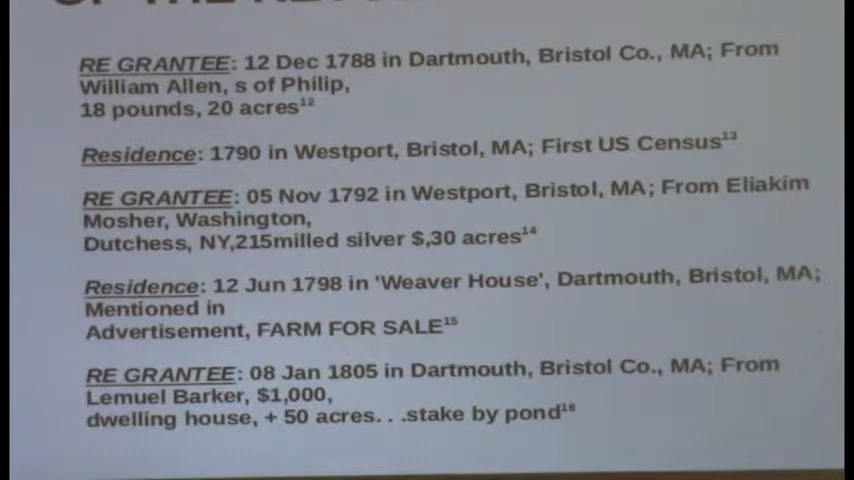 RE GRANTEE: 12 Dec 1788 in Dartmouth, Bristol Co., MA; From
William Allen, s of Philip,
18 pounds, 20 acres¹²
Residence: 1790 in Westport, Bristol, MA; First US Census¹³
RE GRANTEE: 05 Nov 1792 in Westport, Bristol, MA; From Eliakim
Mosher, Washington,
Dutchess, NY,215milled silver $,30 acres¹⁴
Residence: 12 Jun 1798 in 'Weaver House', Dartmouth, Bristol, MA;
Mentioned in
Advertisement, FARM FOR SALE¹⁵
RE GRANTEE: 08 Jan 1805 in Dartmouth, Bristol Co., MA; From
Lemuel Barker, $1,000,
dwelling house, + 50 acres. . .stake by pond¹⁶